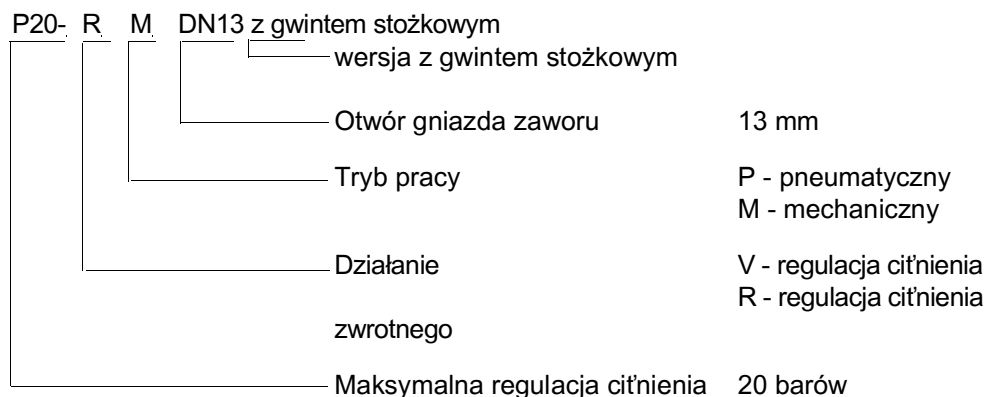 P20- R M DN13 z gwintem stożkowym
wersja z gwintem stożkowym
Otwór gniazda zaworu 13 mm
Tryb pracy P - pneumatyczny
M - mechaniczny
Działanie V - regulacja cit'nienia
R - regulacja cit'nienia
zwrotnego
Maksymalna regulacja cit'nienia 20 barów